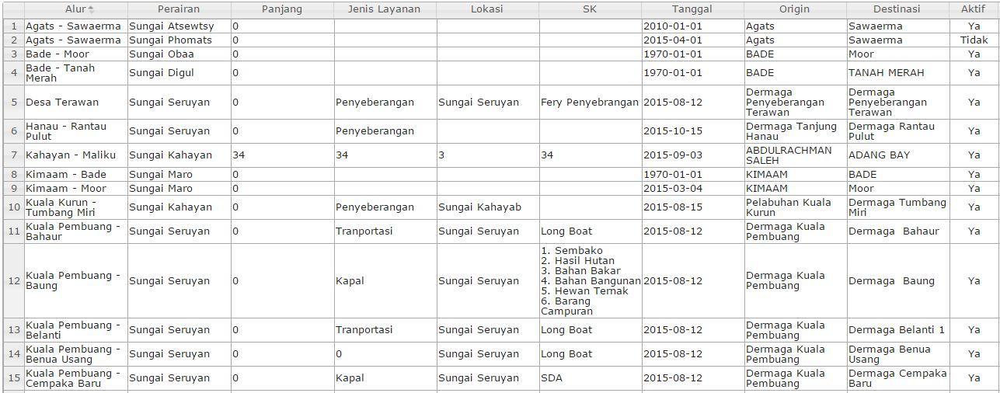 Alur Perairan Panjang Jenis Layanan Lokasi SK Tanggal Origin Destinasi Aktif
1 Agats - Sawaerma Sungai Atsewtsy 0 2010-01-01 Agats Sawaerma Ya
2 Agats - Sawaerma Sungai Phomats 0 2015-04-01 Agats Sawaerma Tidak
3 Bade - Moor Sungai Obaa 0 1970-01-01 BADE Moor Ya
Bade - Tanah
4 Sungai Digul 0 1970-01-01 BADE TANAH MERAH Ya
Merah
Dermaga Dermaga
5 Desa Terawan Sungai Seruyan 0 Penyeberangan Sungai Seruyan Fery Penyebrangan 2015-08-12 Penyeberangan Penyeberangan Ya
Terawan Terawan
Hanau - Rantau Dermaga Tanjung Dermaga Rantau
6 Sungai Seruyan 0 Penyeberangan 2015-10-15 Ya
Pulut Hanau Pulut
ABDULRACHMAN
7 Kahayan - Maliku Sungai Kahayan 34 34 3 34 2015-09-03 ADANG BAY Ya
SALEH
8 Kimaam - Bade Sungai Maro 0 1970-01-01 KIMAAM BADE Ya
9 Kimaam - Moor Sungai Maro 0 2015-03-04 KIMAAM Moor Ya
Kuala Kurun - Pelabuhan Kuala Dermaga Tumbang
10 Sungai Kahayan 0 Penyeberangan Sungai Kahayab 2015-08-15 Ya
Tumbang Miri Kurun Miri
Kuala Pembuang - Dermaga Kuala
11 Sungai Seruyan 0 Tranportasi Sungai Seruyan Long Boat 2015-08-12 Dermaga Bahaur Ya
Bahaur Pembuang
1. Sembako
2. Hasil Hutan
3. Bahan Bakar
Kuala Pembuang - Dermaga Kuala
12 Sungai Seruyan 0 Kapal Sungai Seruyan 4. Bahan Bangunan 2015-08-12 Dermaga Baung Ya
Baung Pembuang
5. Hewan Ternak
6. Barang
Campuran
Kuala Pembuang - Dermaga Kuala
13 Sungai Seruyan 0 Tranportasi Sungai Seruyan Long Boat 2015-08-12 Dermaga Belanti 1 Ya
Belanti Pembuang
Kuala Pembuang - Dermaga Kuala Dermaga Benua
14 Sungai Seruyan 0 0 Sungai Seruyan Long Boat 2015-08-12 Ya
Benua Usang Pembuang Usang
Kuala Pembuang - Dermaga Kuala Dermaga Cempaka
15 Sungai Seruyan 0 Kapal Sungai Seruyan SDA 2015-08-12 Ya
Cempaka Baru Pembuang Baru